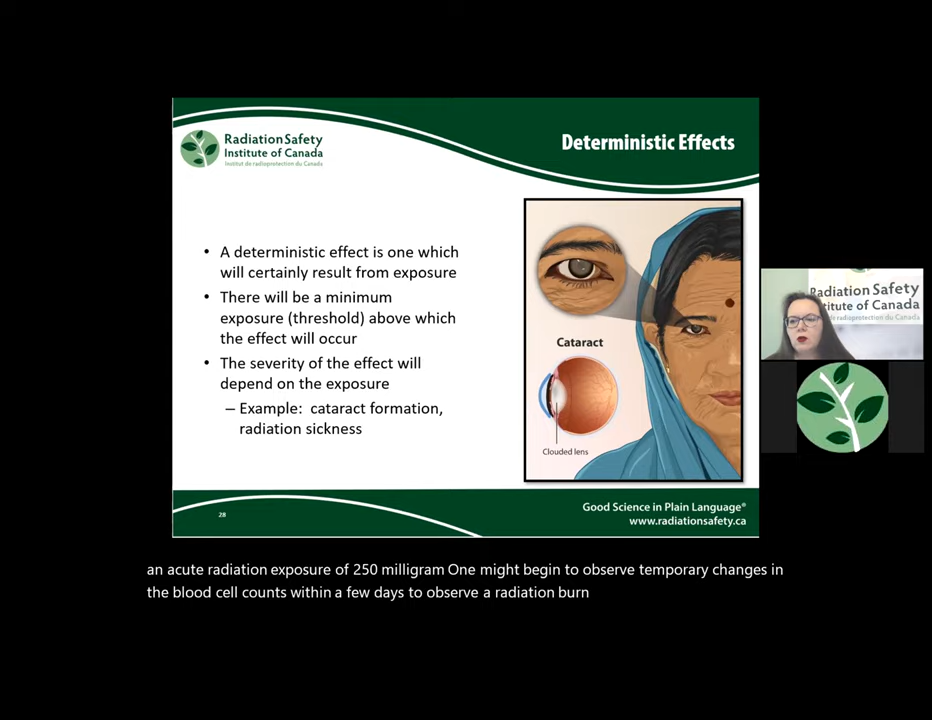 Radiation Safety
Institute of Canada
Institut de radioprotection du Canada
Deterministic Effects
• A deterministic effect is one which
will certainly result from exposure
• There will be a minimum
exposure (threshold) above which
the effect will occur
• The severity of the effect will
depend on the exposure
– Example: cataract formation,
radiation sickness
Cataract
Clouded lens
28
Good Science in Plain Language®
www.radiationsafety.ca
Radiation Safety
titute of Canada
de radioprotection du Canada
an acute radiation exposure of 250 milligram One might begin to observe temporary changes in
the blood cell counts within a few days to observe a radiation burn